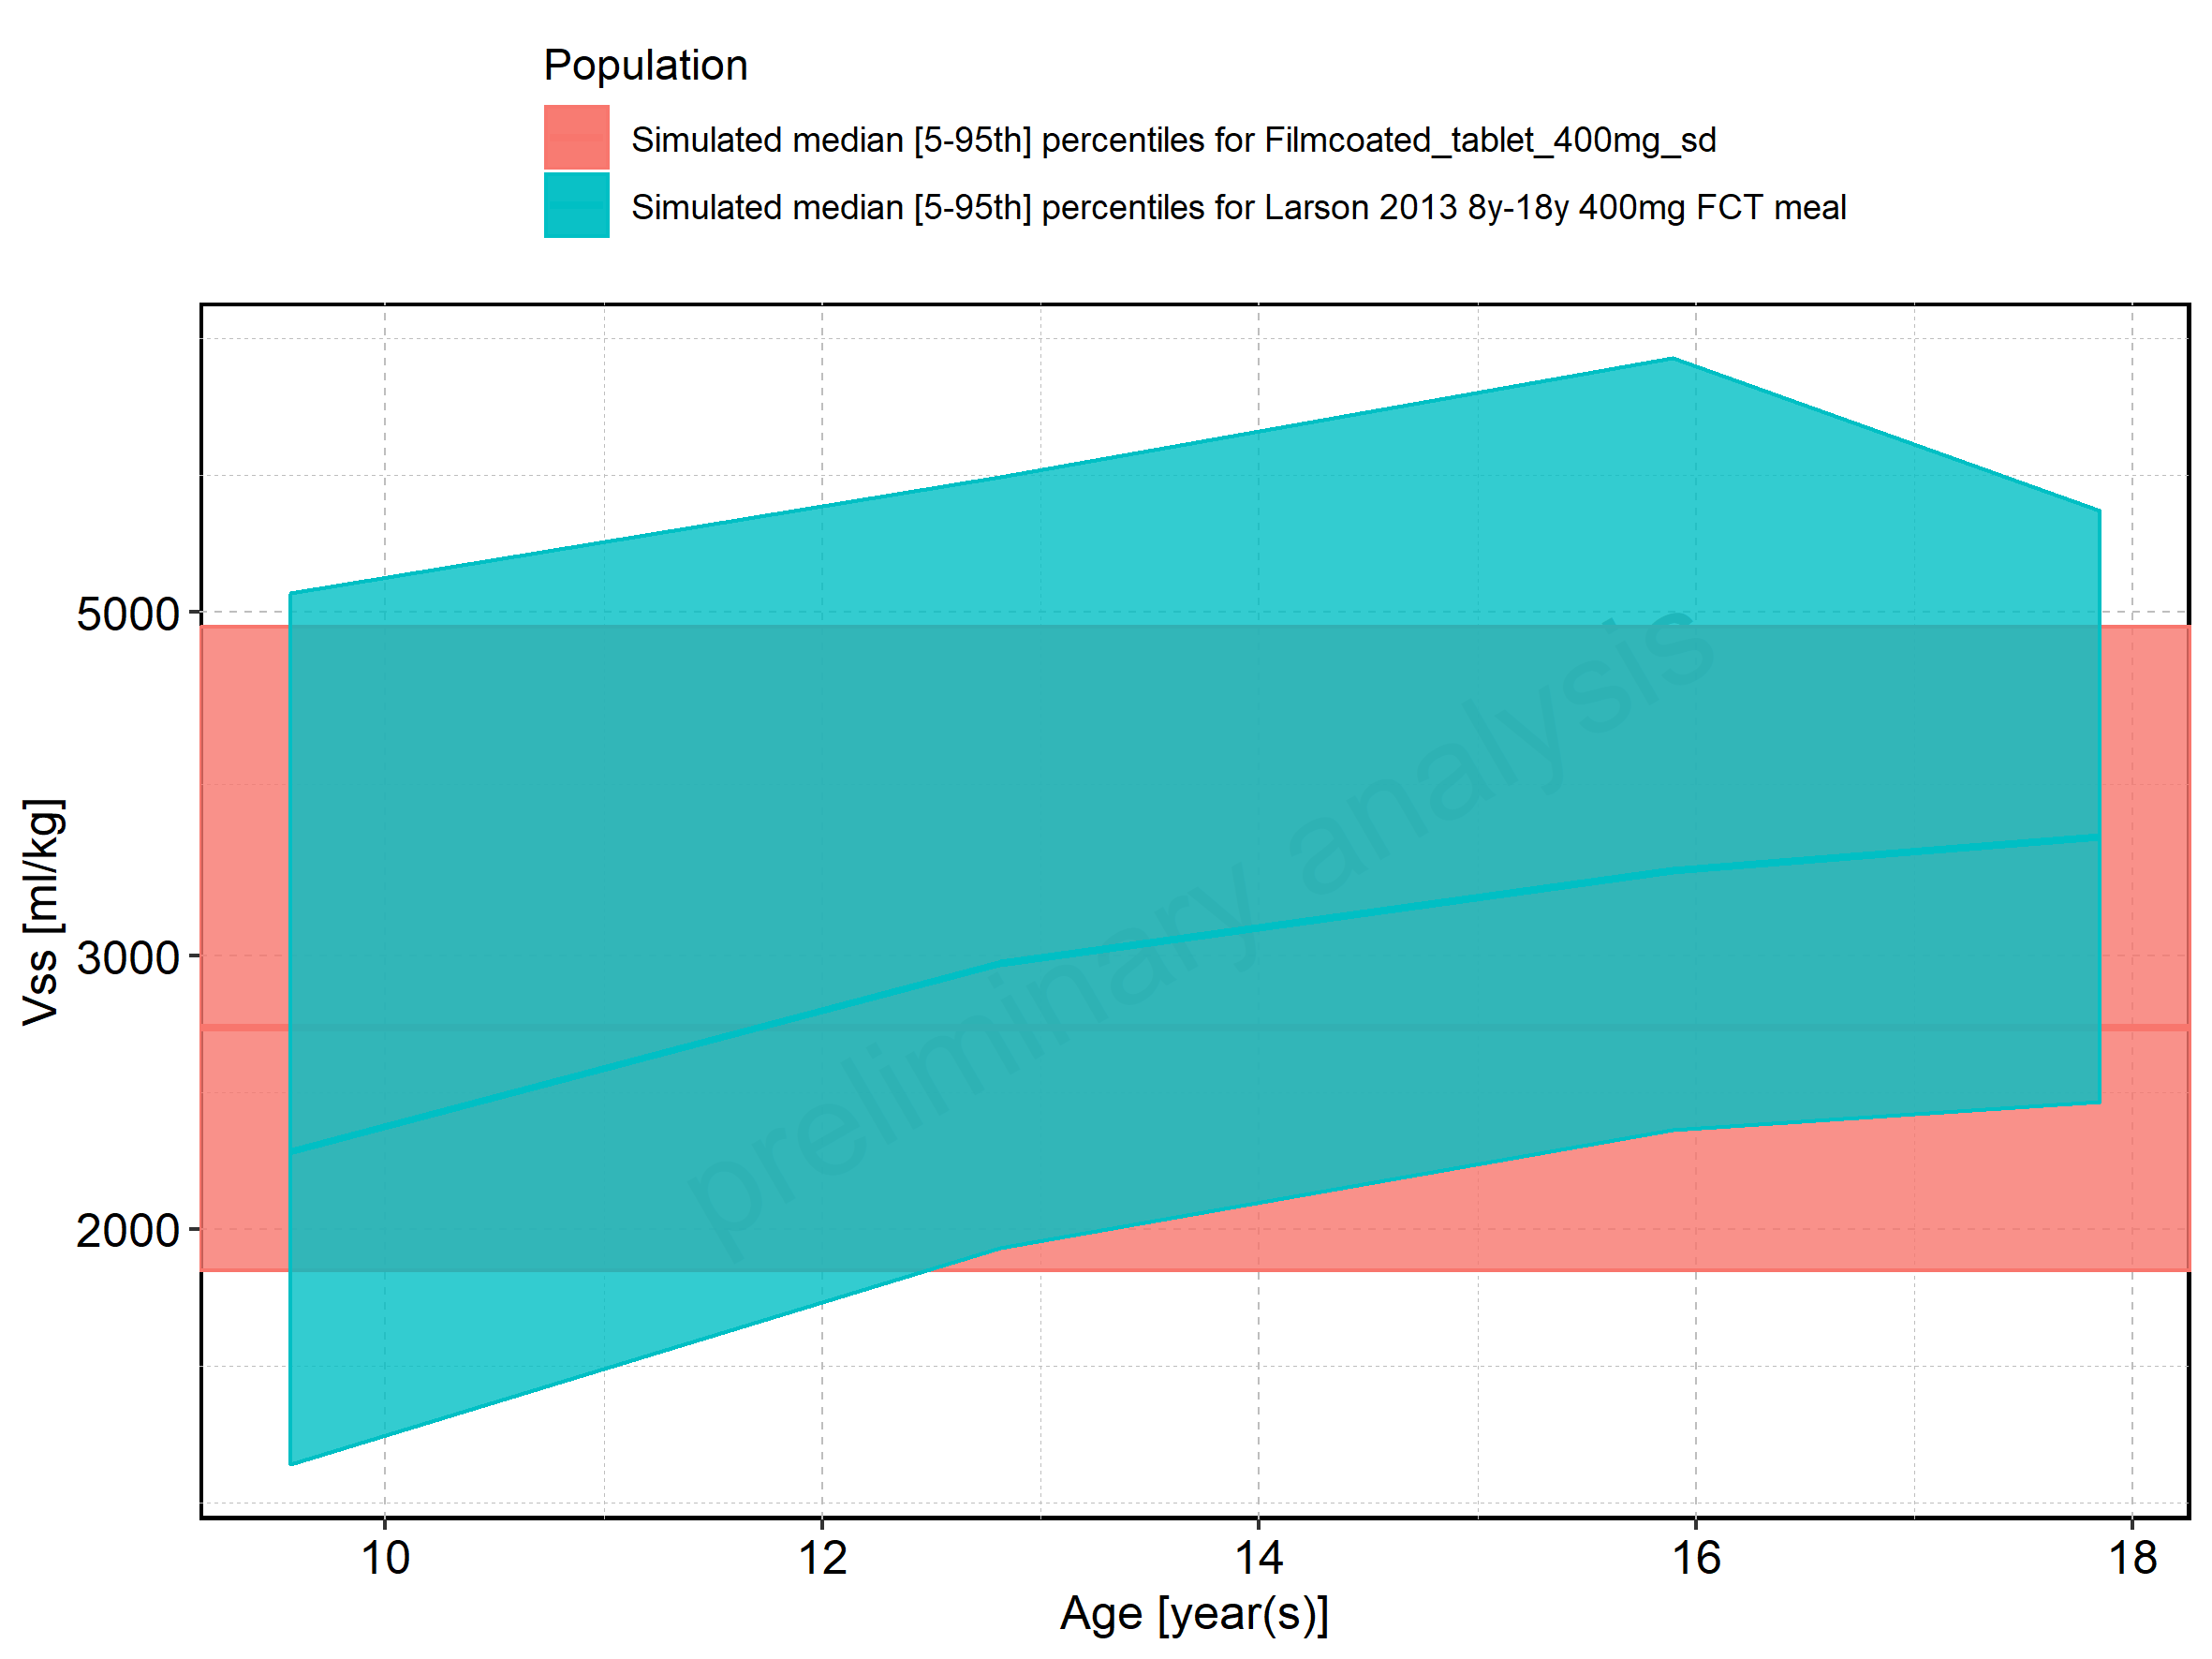 Population
Simulated median [5-95th] percentiles for Filmcoated_tablet_400mg_sd
Simulated median [5-95th] percentiles for Larson 2013 8y-18y 400mg FCT meal
5000
3000
2000
Vss [ml/kg]
preliminary analysis
10 12 14 16 18
Age [year(s)]